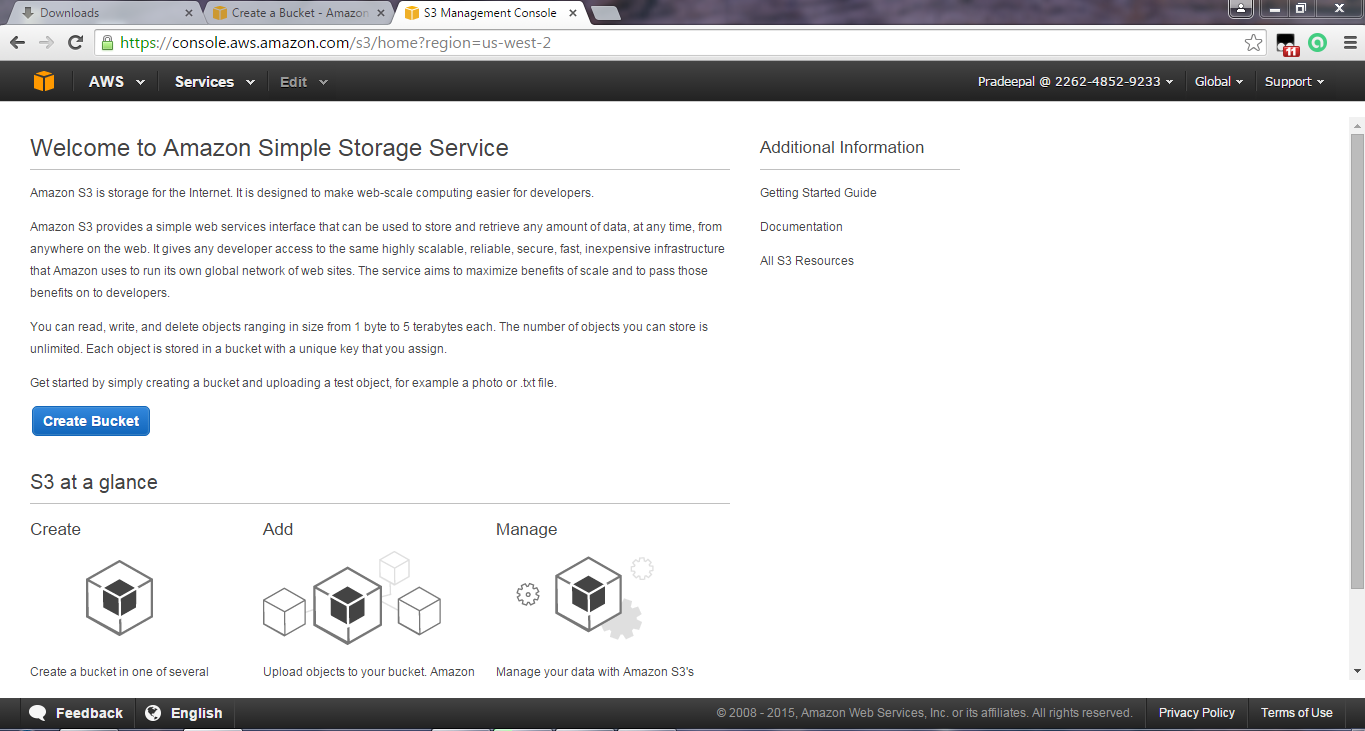 Downloads
Create a Bucket - Amazon
S3 Management Console
https://console.aws.amazon.com/s3/home?region=us-west-2
11
AWS Services Edit
Pradeepal @ 2262-4852-9233 Global Support
Welcome to Amazon Simple Storage Service
Amazon S3 is storage for the Internet. It is designed to make web-scale computing easier for developers.
Amazon S3 provides a simple web services interface that can be used to store and retrieve any amount of data, at any time, from
anywhere on the web. It gives any developer access to the same highly scalable, reliable, secure, fast, inexpensive infrastructure
that Amazon uses to run its own global network of web sites. The service aims to maximize benefits of scale and to pass those
benefits on to developers.
You can read, write, and delete objects ranging in size from 1 byte to 5 terabytes each. The number of objects you can store is
unlimited. Each object is stored in a bucket with a unique key that you assign.
Get started by simply creating a bucket and uploading a test object, for example a photo or .txt file.
Create Bucket
Additional Information
Getting Started Guide
Documentation
All S3 Resources
S3 at a glance
Create
Create a bucket in one of several
Add
Upload objects to your bucket. Amazon
Manage
Manage your data with Amazon S3's
Feedback English
© 2008 - 2015, Amazon Web Services, Inc. or its affiliates. All rights reserved. Privacy Policy Terms of Use